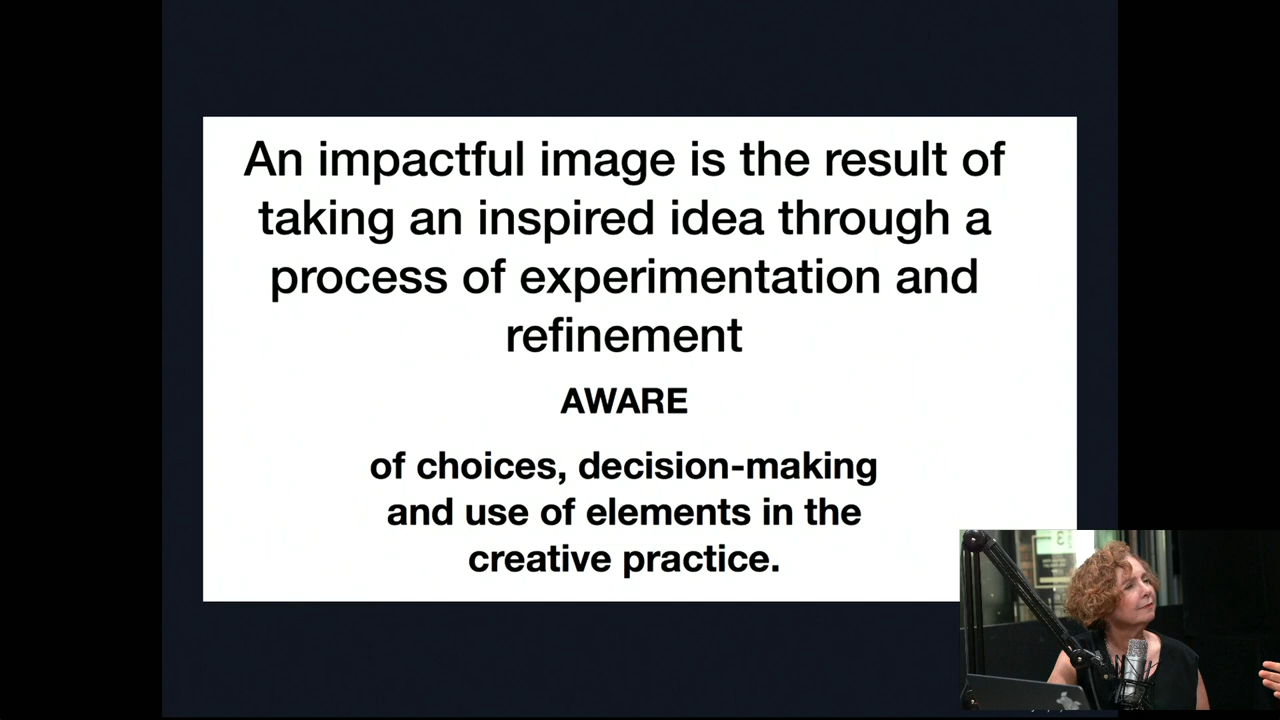 An impactful image is the result of
taking an inspired idea through a
process of experimentation and
refinement
AWARE
of choices, decision-making
and use of elements in the
creative practice.